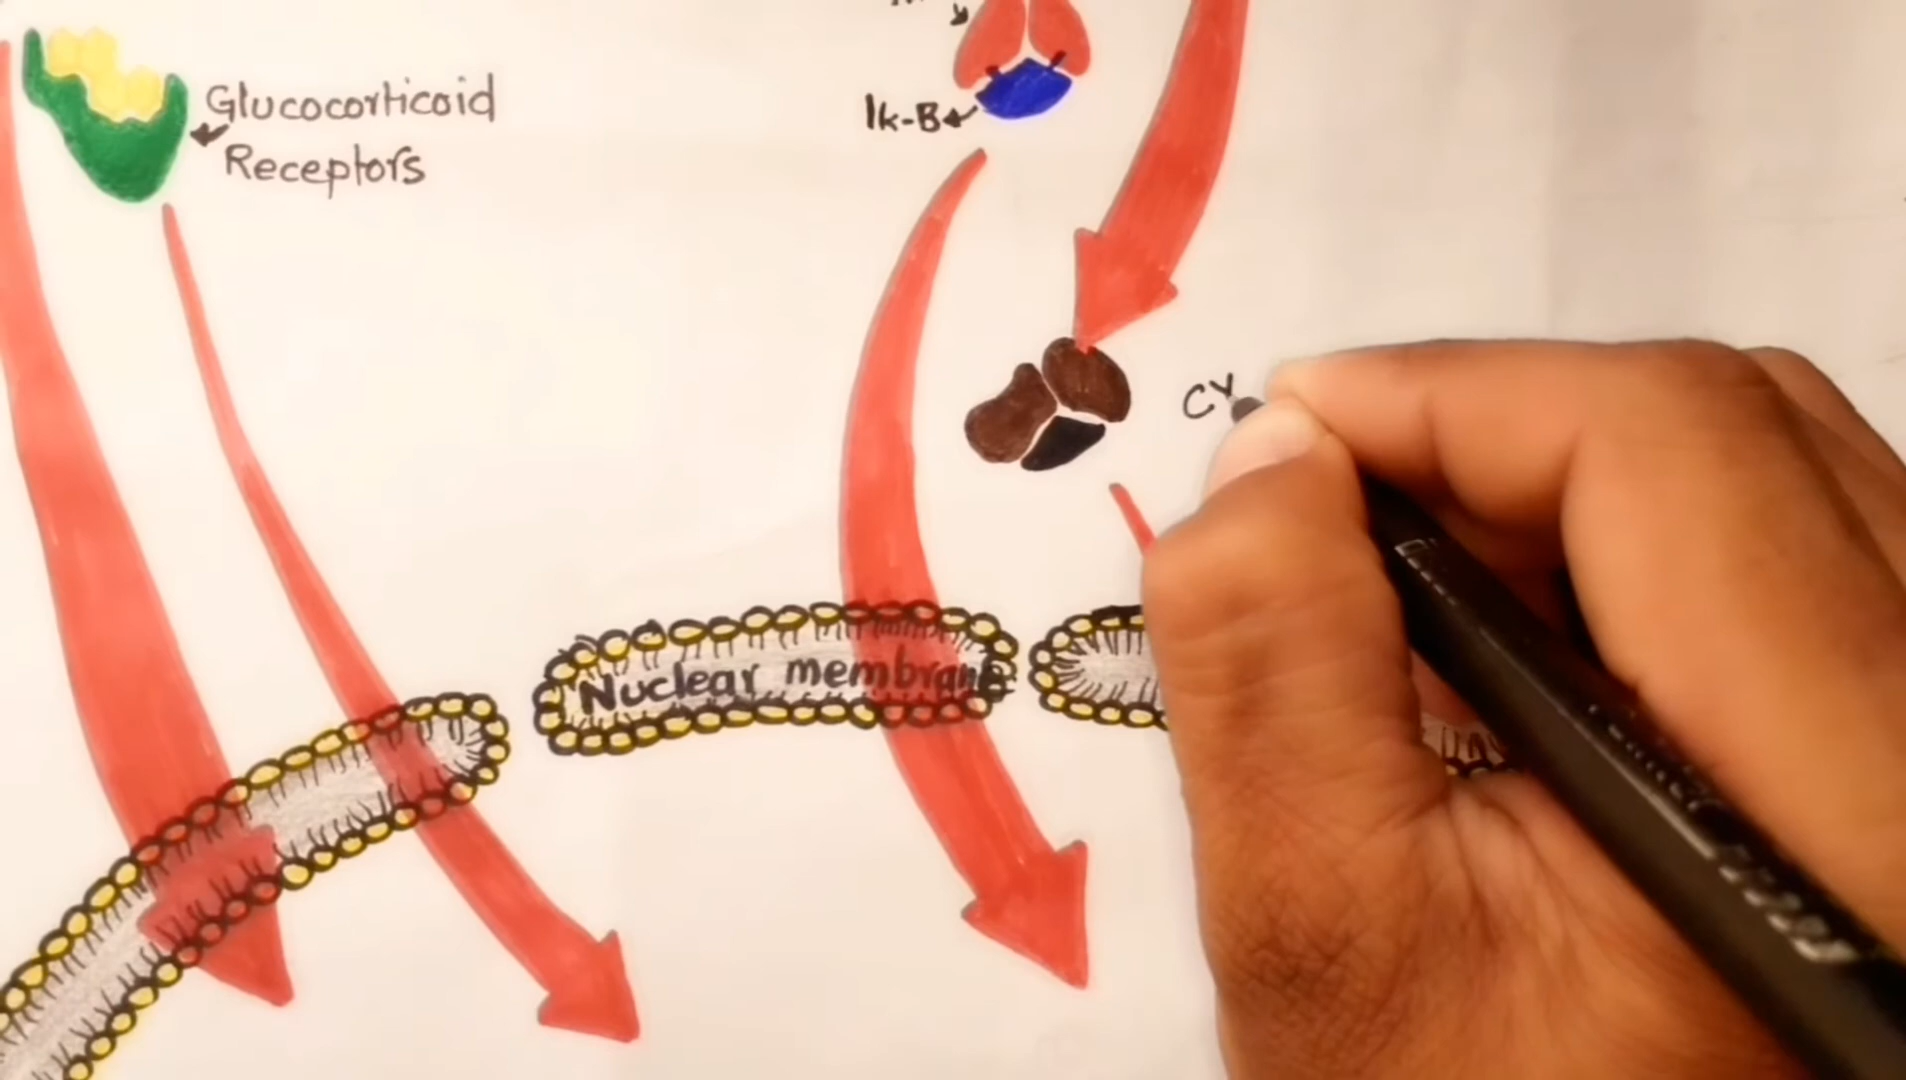 Glucocorticoid
Receptors
Ik-B
CY
Nuclear membrane